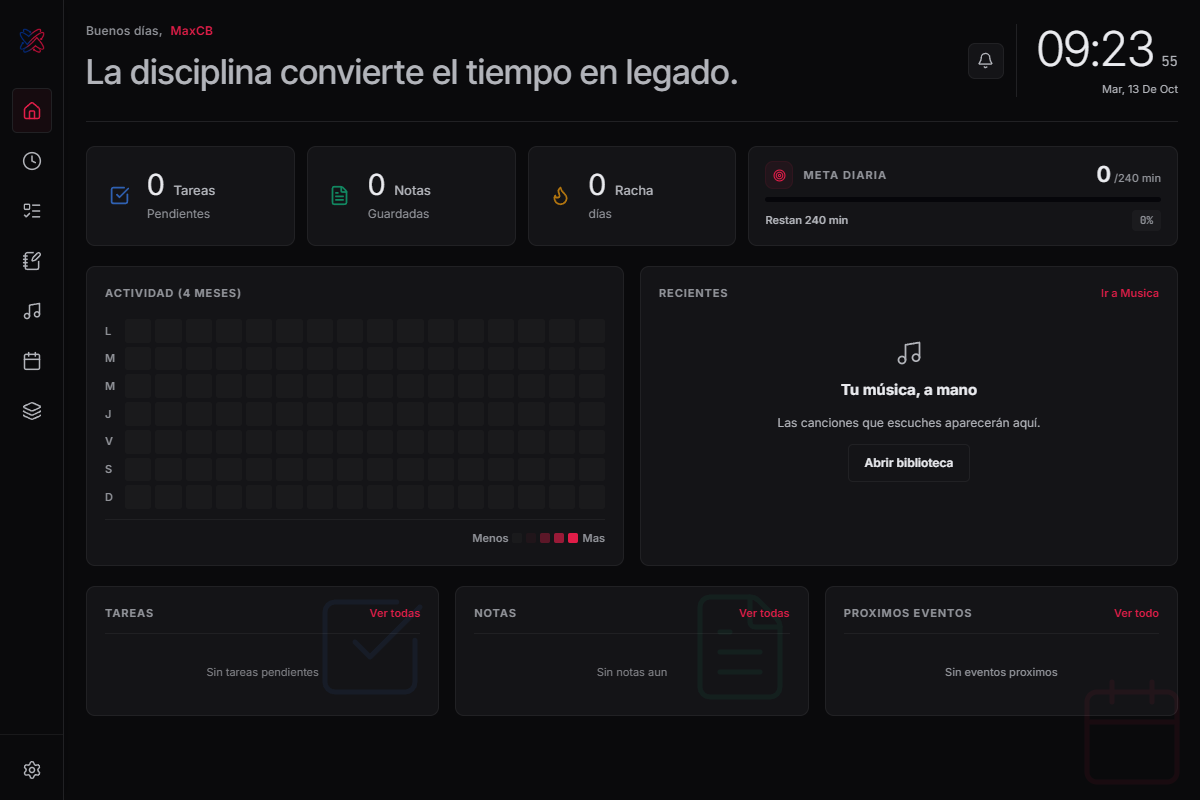 Buenos días, MaxCB
La disciplina convierte el tiempo en legado.
09:23 55
Mar, 13 De Oct
0 Tareas
Pendientes
0 Notas
Guardadas
0 Racha
días
META DIARIA
0 /240 min
Restan 240 min
0%
ACTIVIDAD (4 MESES)
L
M
M
J
V
S
D
Menos Mas
RECIENTES
Ir a Musica
Tu música, a mano
Las canciones que escuches aparecerán aquí.
Abrir biblioteca
TAREAS
Ver todas
Sin tareas pendientes
NOTAS
Ver todas
Sin notas aun
PROXIMOS EVENTOS
Ver todo
Sin eventos proximos